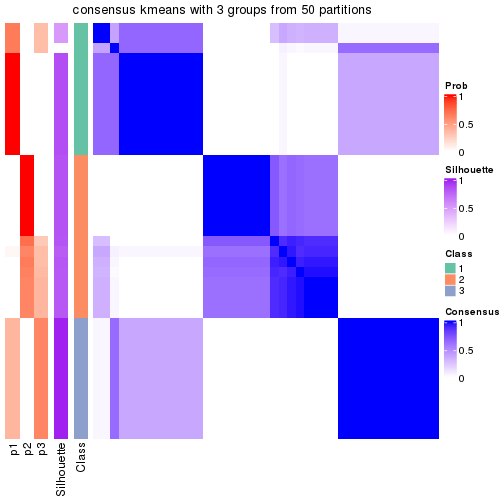 consensus kmeans with 3 groups from 50 partitions
Prob
1
0.5
0
Silhouette
1
0.5
0
Class
1
2
3
Consensus
1
0.5
0
p1
p2
p3
Silhouette
Class